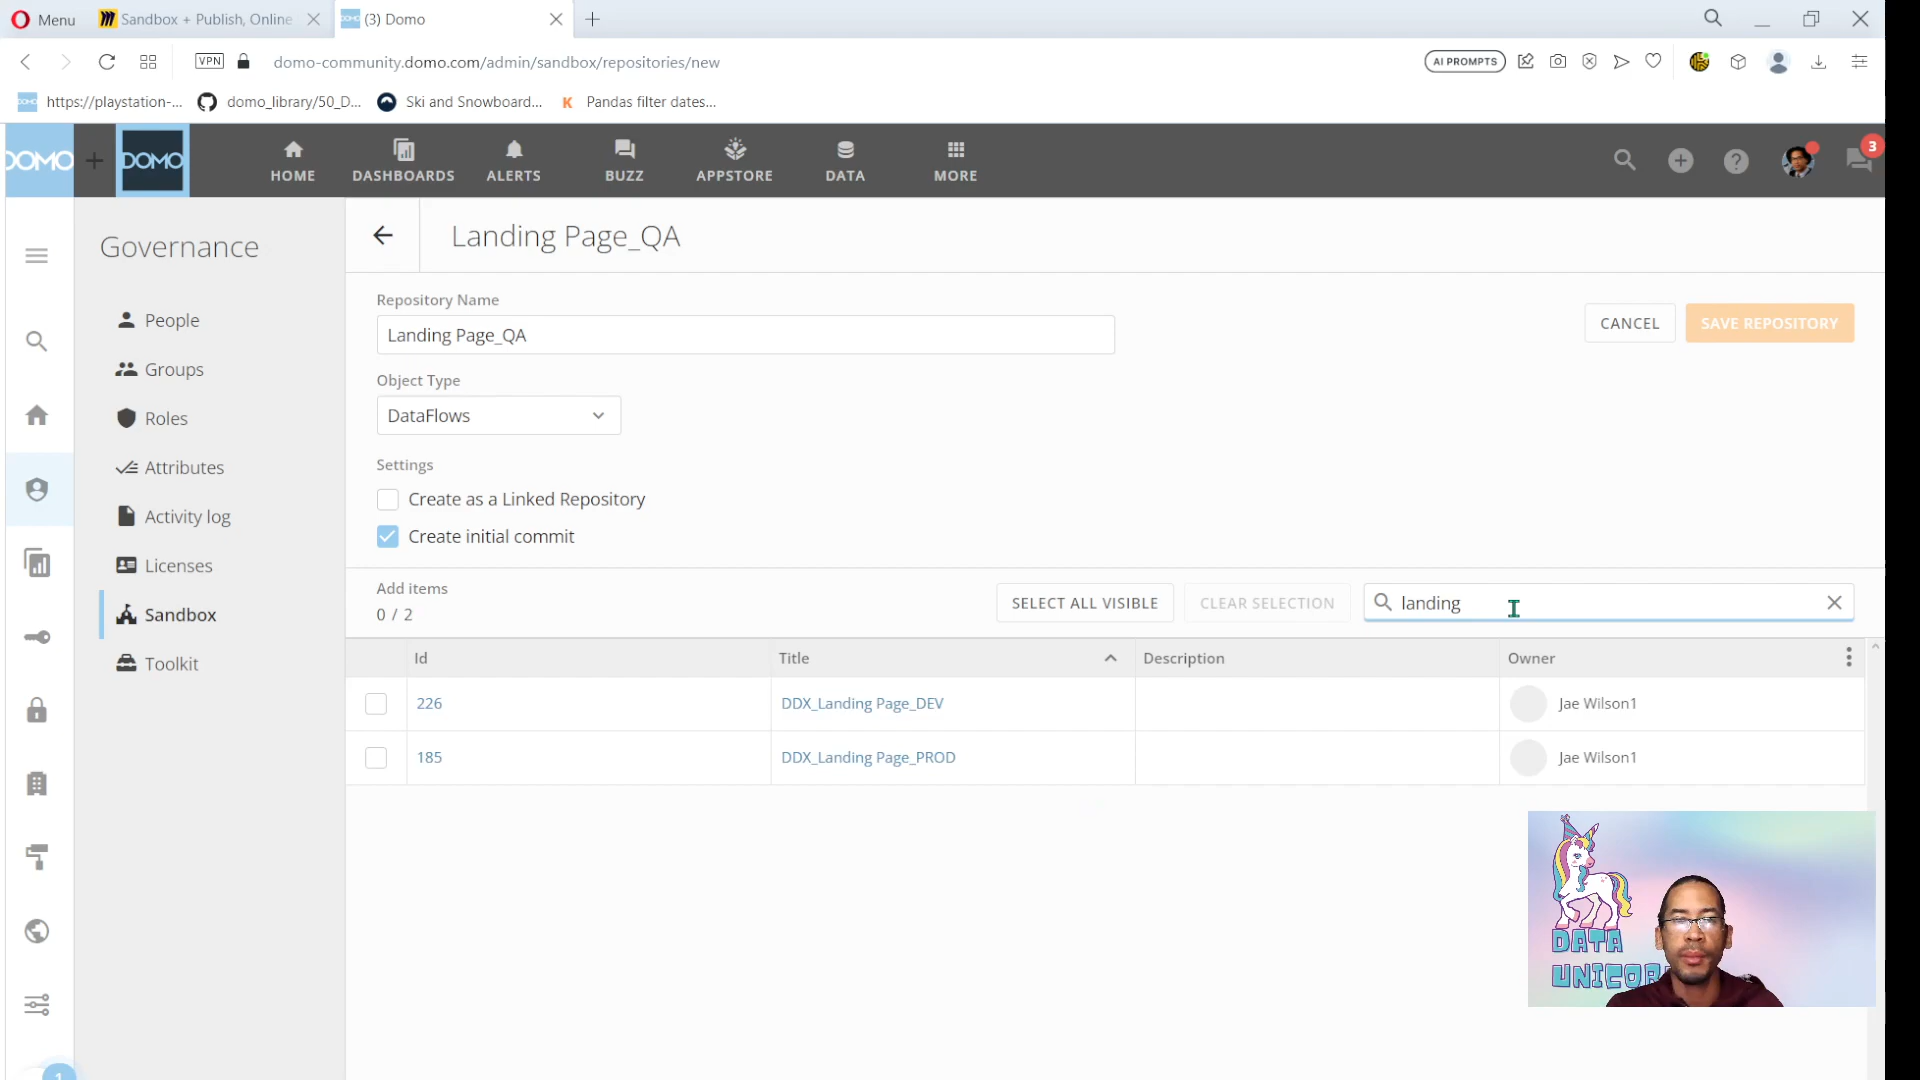 Menu
Sandbox + Publish, Online
(3) Domo
VPN
domo-community.domo.com/admin/sandbox/repositories/new
AI PROMPTS
https://playstation-...
domo_library/50_D...
Ski and Snowboard...
K Pandas filter dates...
DOMO
DOMO
HOME
DASHBOARDS
ALERTS
BUZZ
APPSTORE
DATA
MORE
3
Governance
People
Groups
Roles
Attributes
Activity log
Licenses
Sandbox
Toolkit
1
Landing Page_QA
Repository Name
Landing Page_QA
CANCEL
SAVE REPOSITORY
Object Type
DataFlows
Settings
Create as a Linked Repository
Create initial commit
Add items
0 / 2
SELECT ALL VISIBLE
CLEAR SELECTION
landing
Id Title Description Owner
226 DDX_Landing Page_DEV Jae Wilson1
185 DDX_Landing Page_PROD Jae Wilson1
DATA
UNICOR